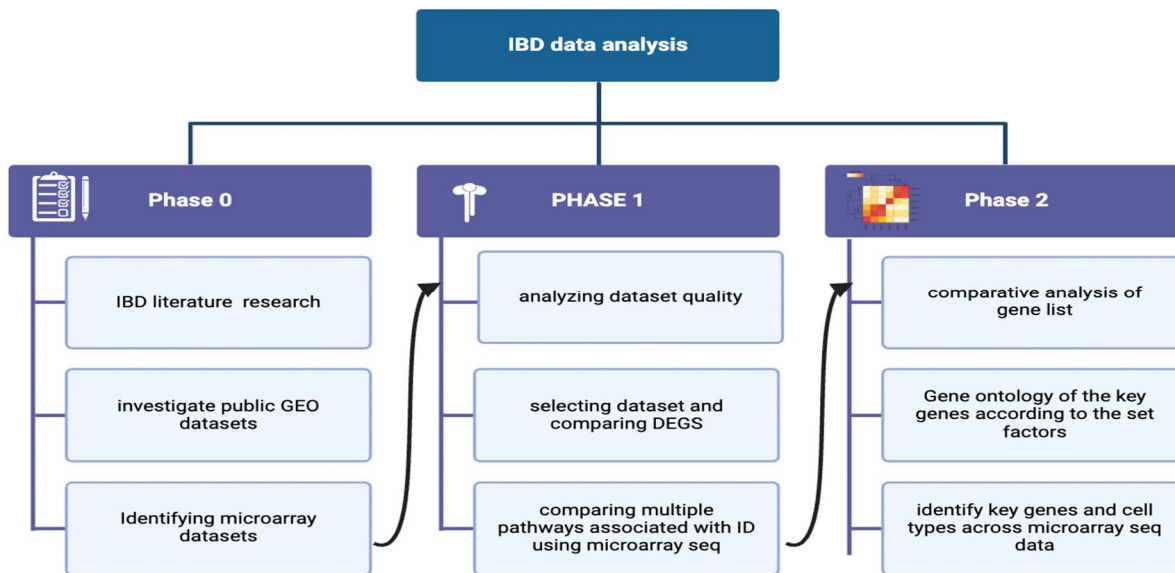 IBD data analysis
Phase 0
IBD literature research
investigate public GEO
datasets
Identifying microarray
datasets
PHASE 1
analyzing dataset quality
selecting dataset and
comparing DEGS
comparing multiple
pathways associated with ID
using microarray seq
Phase 2
comparative analysis of
gene list
Gene ontology of the key
genes according to the set
factors
identify key genes and cell
types across microarray seq
data